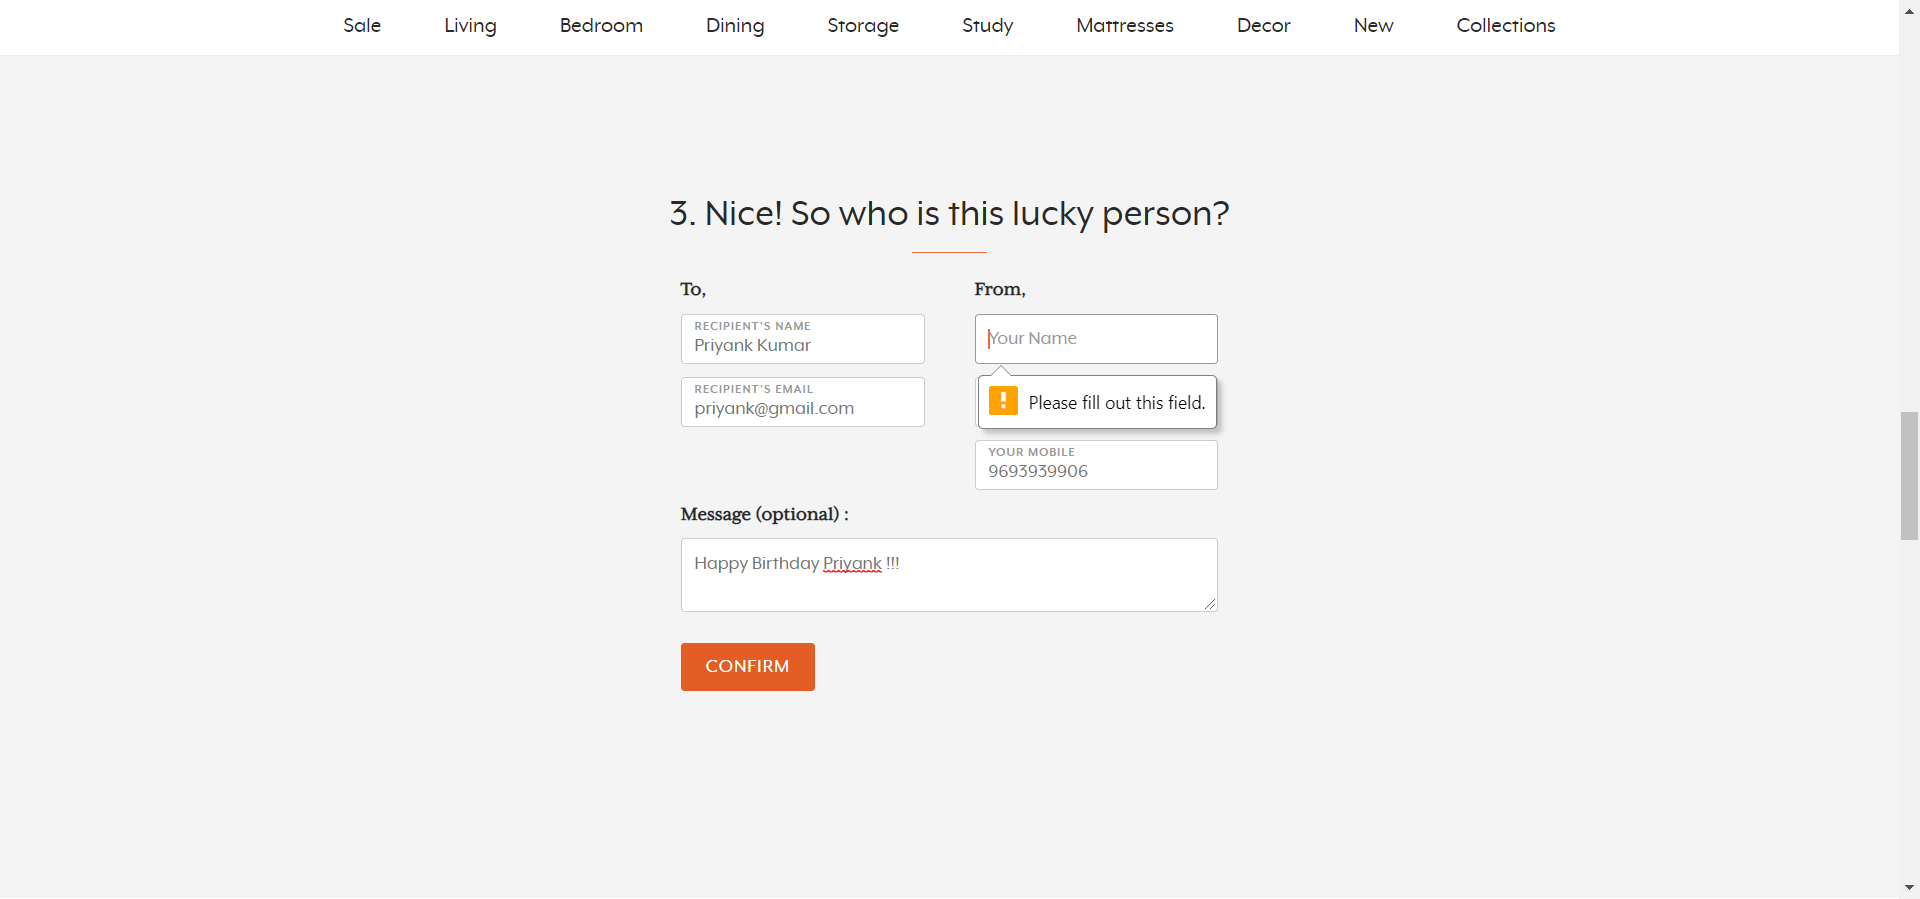 Sale Living Bedroom Dining Storage Study Mattresses Decor New Collections
3. Nice! So who is this lucky person?
To,
RECIPIENT'S NAME
Priyank Kumar
RECIPIENT'S EMAIL
priyank@gmail.com
From,
Your Name
! Please fill out this field.
YOUR MOBILE
9693939906
Message (optional) :
Happy Birthday Priyank !!!
CONFIRM